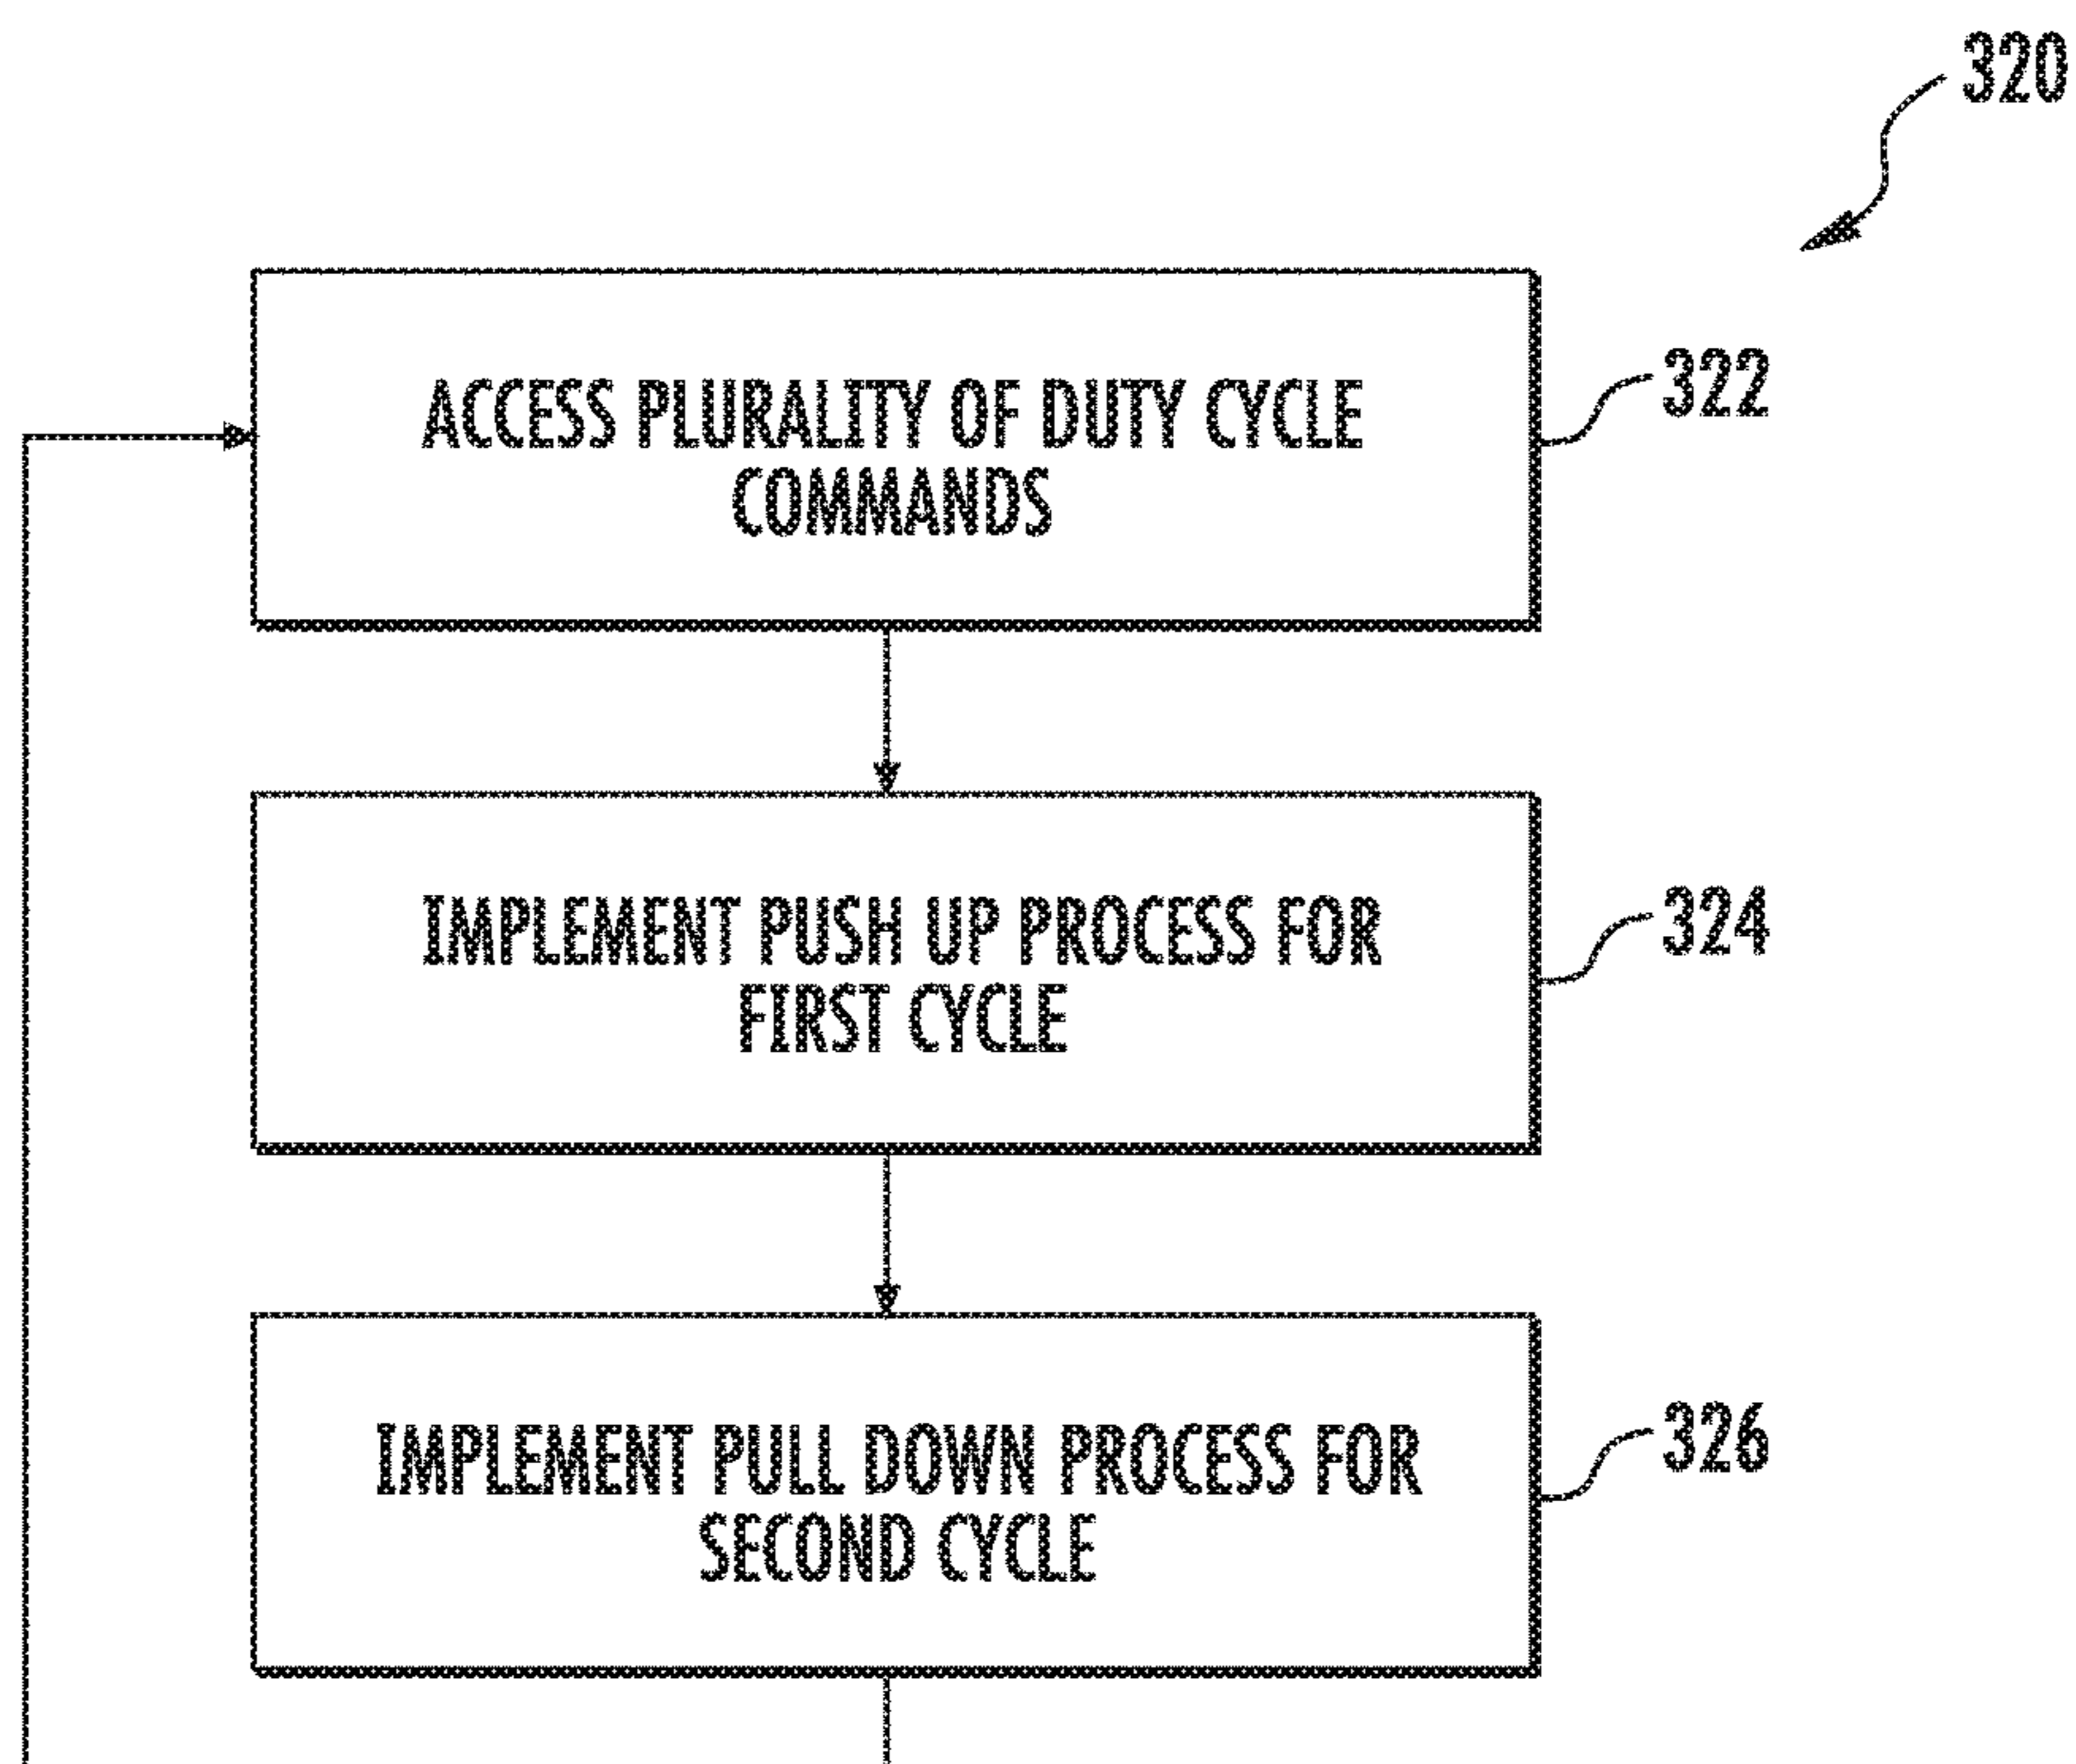 320
ACCESS PLURALITY OF DUTY CYCLE
COMMANDS
322
IMPLEMENT PUSH UP PROCESS FOR
FIRST CYCLE
324
IMPLEMENT PULL DOWN PROCESS FOR
SECOND CYCLE
326